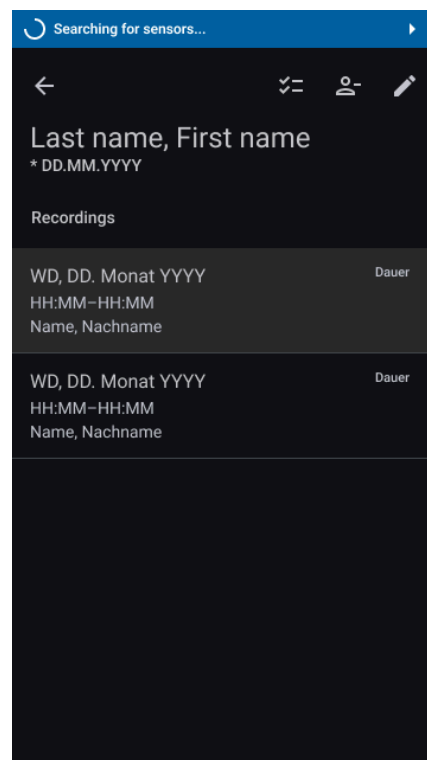 Searching for sensors...
Last name, First name
* DD.MM.YYYY
Recordings
WD, DD. Monat YYYY
Dauer
HH:MM–HH:MM
Name, Nachname
WD, DD. Monat YYYY
Dauer
HH:MM–HH:MM
Name, Nachname